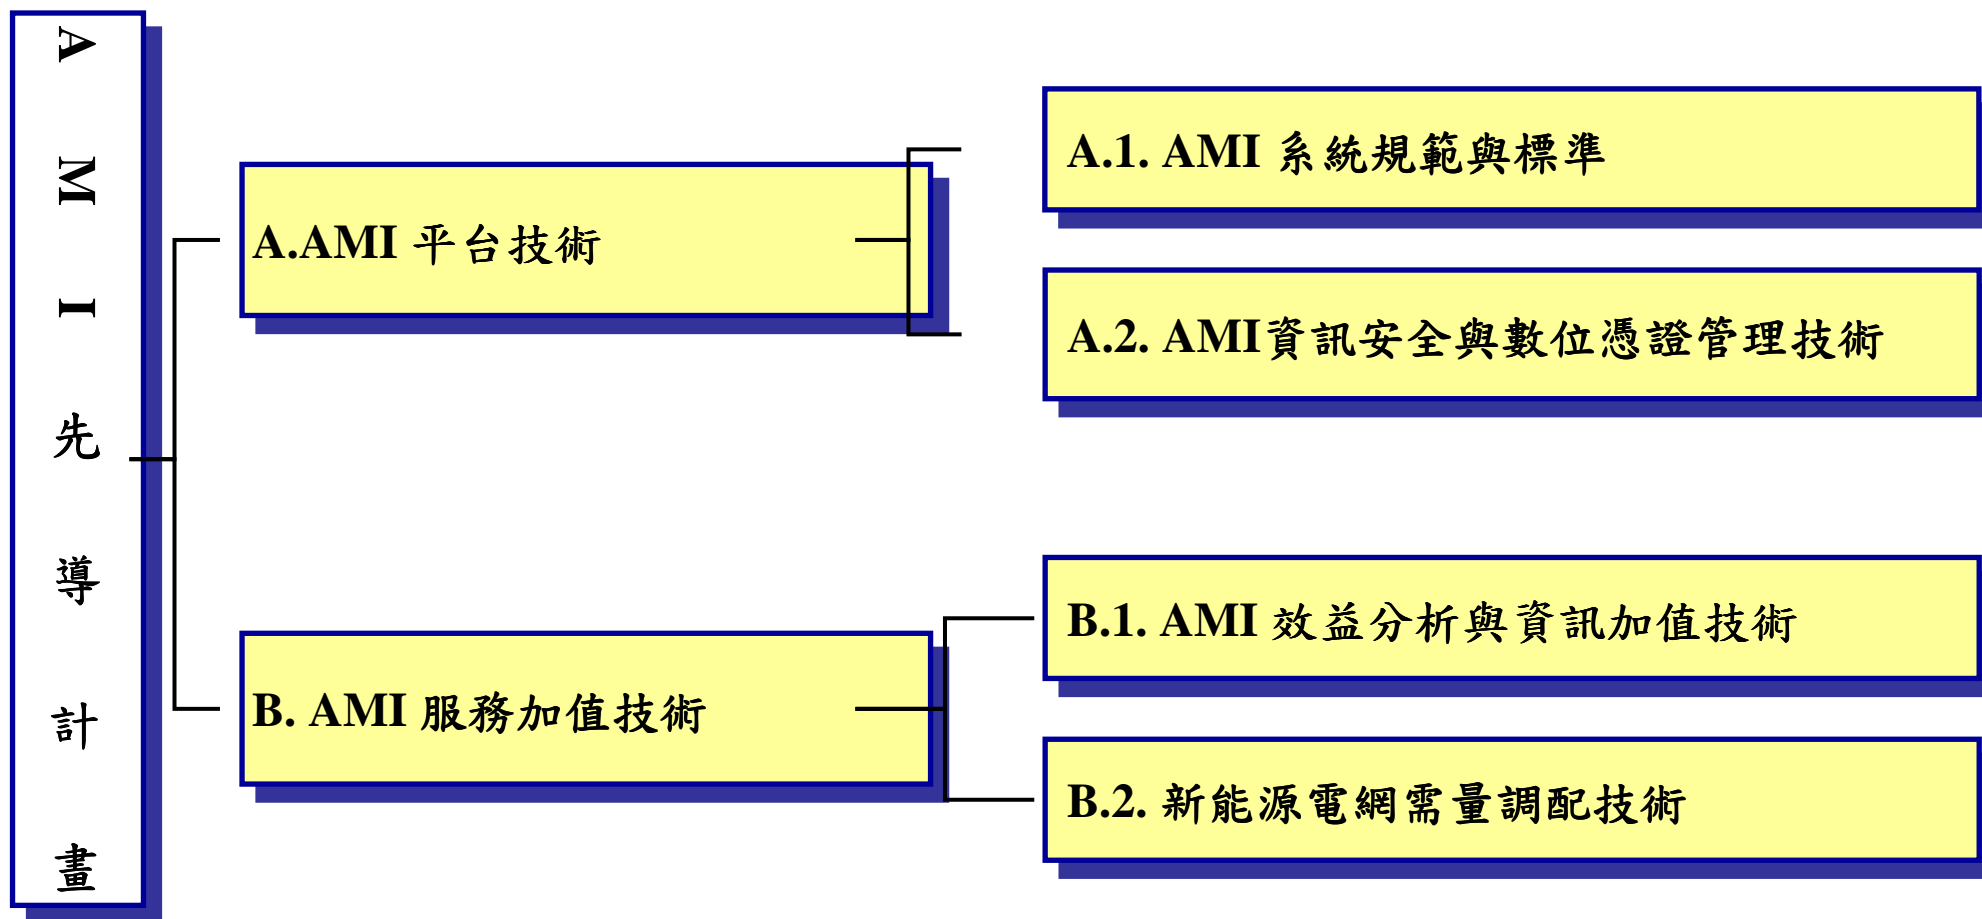 AMI先導計畫
A.AMI 平台技術
A.1. AMI 系統規範與標準
A.2. AMI資訊安全與數位憑證管理技術
B. AMI 服務加值技術
B.1. AMI 效益分析與資訊加值技術
B.2. 新能源電網需量調配技術